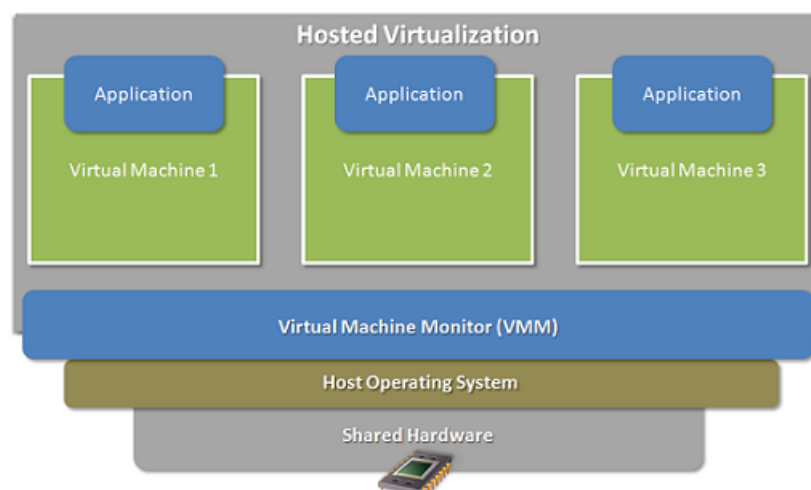 Hosted Virtualization
Application
Application
Application
Virtual Machine 1
Virtual Machine 2
Virtual Machine 3
Virtual Machine Monitor (VMM)
Host Operating System
Shared Hardware